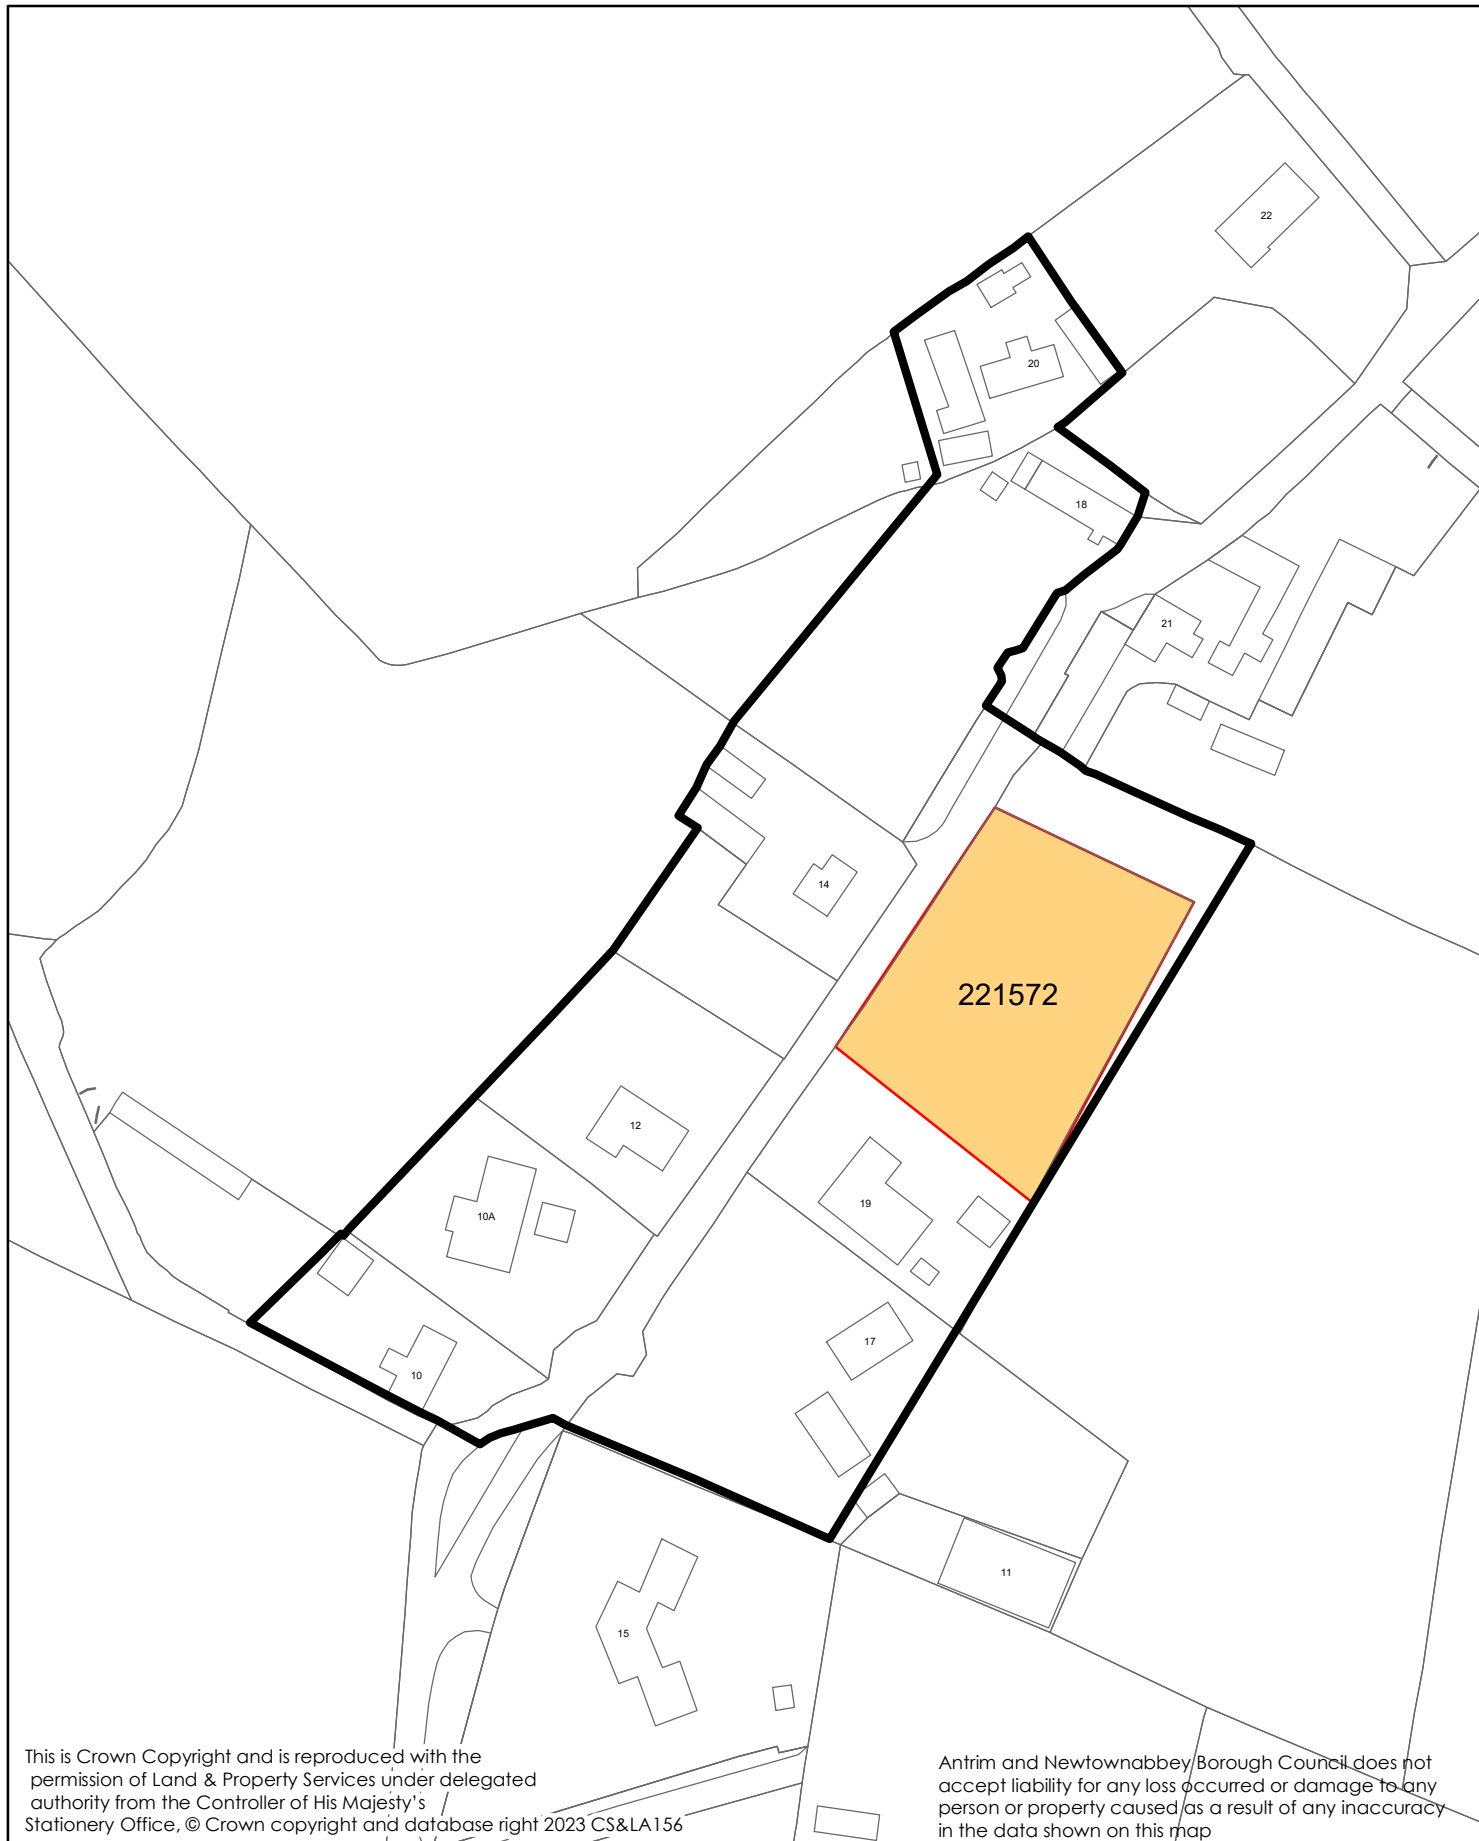 22
20
18
21
14
221572
12
10A
19
17
10
11
15
This is Crown Copyright and is reproduced with the
permission of Land & Property Services under delegated
authority from the Controller of His Majesty's
Stationery Office, © Crown copyright and database right 2023 CS&LA156
Antrim and Newtownabbey Borough Council does not
accept liability for any loss occurred or damage to any
person or property caused as a result of any inaccuracy
in the data shown on this map